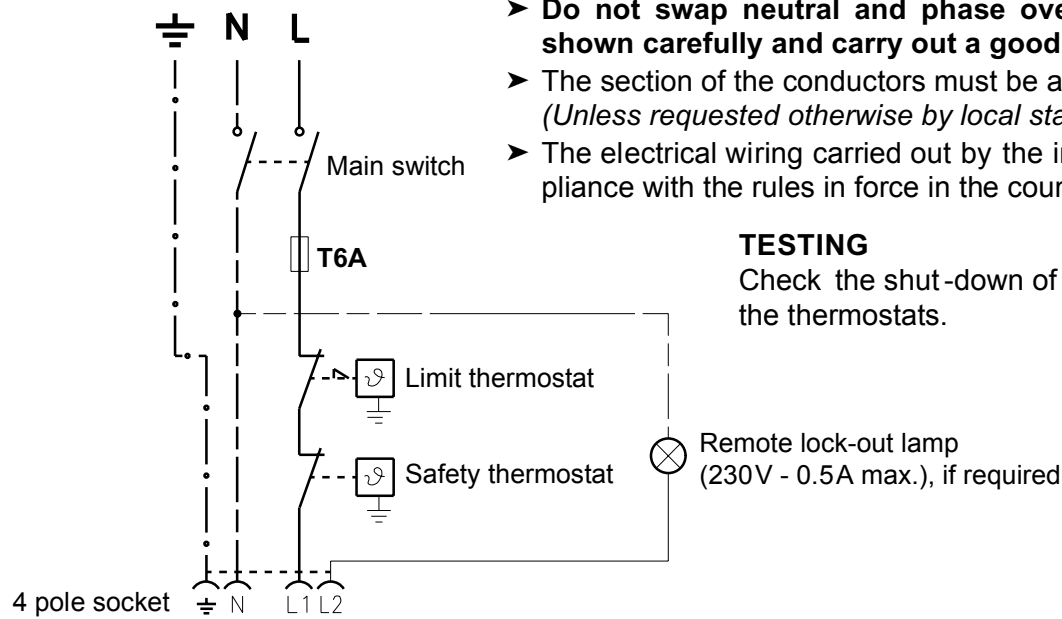 N L
➤ Do not swap neutral and phase ove
shown carefully and carry out a good
➤ The section of the conductors must be a
(Unless requested otherwise by local sta
➤ The electrical wiring carried out by the i
pliance with the rules in force in the cour
Main switch
T6A
TESTING
Check the shut-down of
the thermostats.
ϑ Limit thermostat
ϑ Safety thermostat
Remote lock-out lamp
(230V - 0.5A max.), if required
4 pole socket N L1 L2